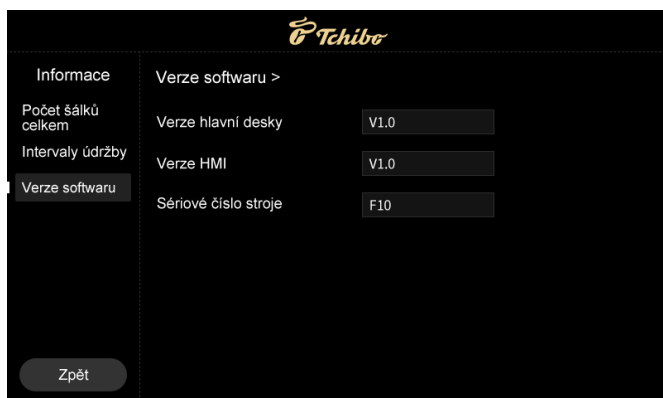 Tchibo
Informace
Počet šálků
celkem
Intervaly údržby
Verze softwaru
Verze softwaru >
Verze hlavní desky
V1.0
Verze HMI
V1.0
Sériové číslo stroje
F10
Zpět